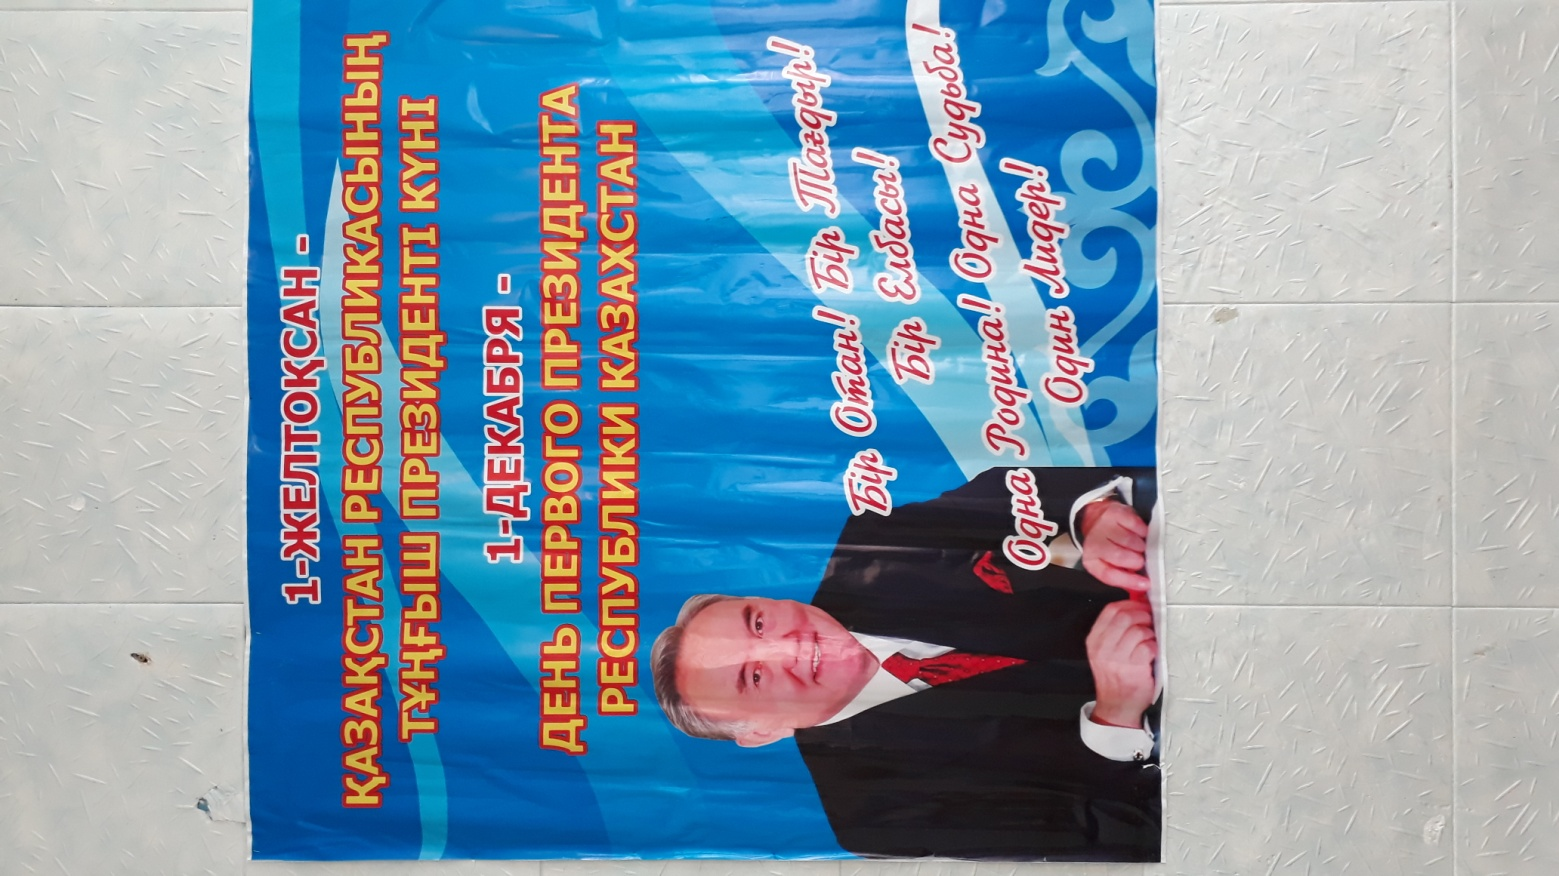 1-ЖЕЛТОҚСАН -
ҚАЗАҚСТАН РЕСПУБЛИКАСЫНЫҢ
ТҰҢҒЫШ ПРЕЗИДЕНТІ КҮНІ
1-ДЕКАБРЯ -
ДЕНЬ ПЕРВОГО ПРЕЗИДЕНТА
РЕСПУБЛИКИ КАЗАХСТАН
Бір Отан! Бір Тағдыр!
Бір Елбасы!
Одна Родина! Одна Судьба!
Один Лидер!